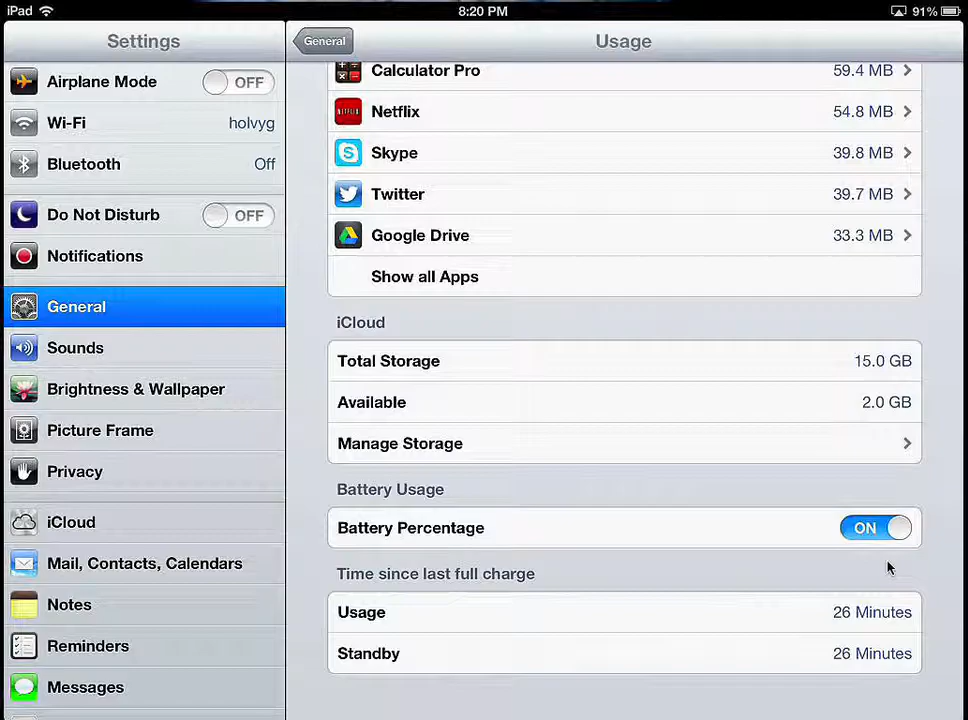 iPad 8:20 PM 91%
Settings
General Usage
Airplane Mode OFF
Wi-Fi holvyg
Bluetooth Off
Do Not Disturb OFF
Notifications
General
Sounds
Brightness & Wallpaper
Picture Frame
Privacy
iCloud
Mail, Contacts, Calendars
Notes
Reminders
Messages
Calculator Pro 59.4 MB
NETFLIX
Netflix 54.8 MB
Skype 39.8 MB
Twitter 39.7 MB
Google Drive 33.3 MB
Show all Apps
iCloud
Total Storage 15.0 GB
Available 2.0 GB
Manage Storage
Battery Usage
Battery Percentage ON
Time since last full charge
Usage 26 Minutes
Standby 26 Minutes